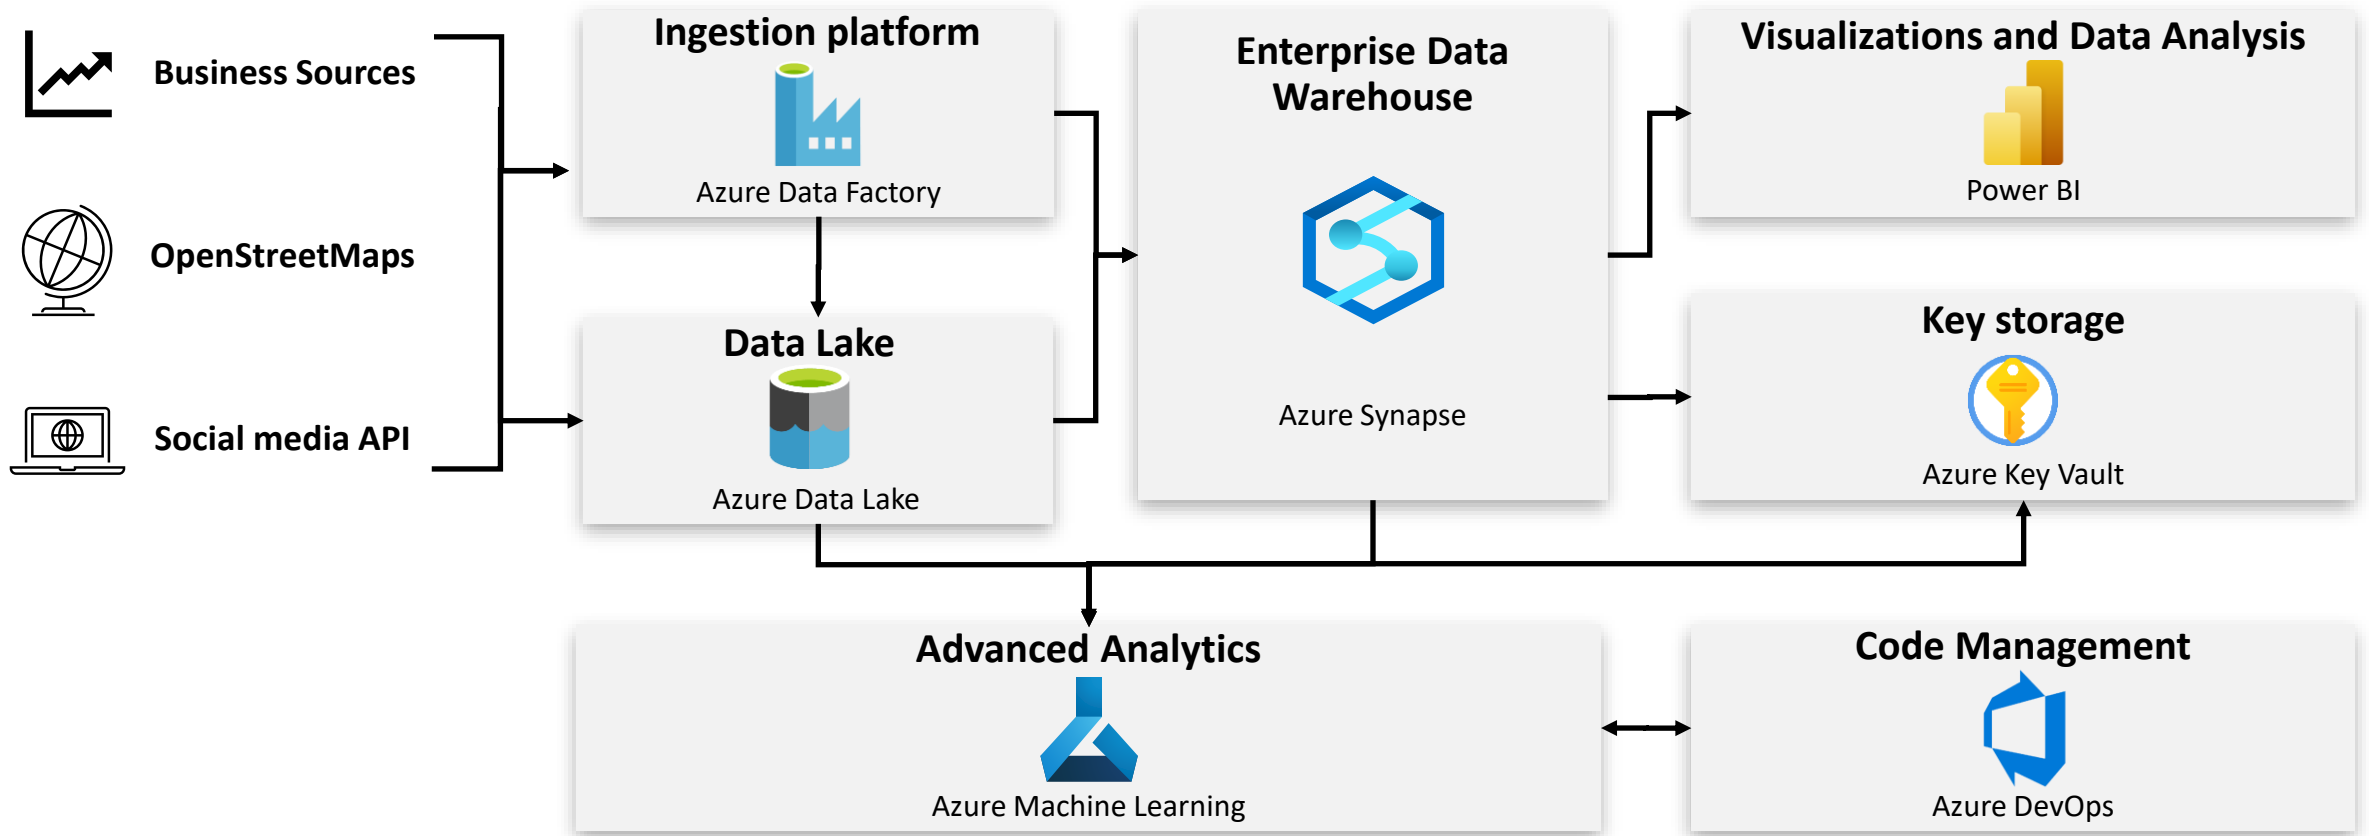 Business Sources
OpenStreetMaps
Social media API
Ingestion platform
Azure Data Factory
Data Lake
Azure Data Lake
Enterprise Data
Warehouse
Azure Synapse
Visualizations and Data Analysis
Power BI
Key storage
Azure Key Vault
Advanced Analytics
Azure Machine Learning
Code Management
Azure DevOps